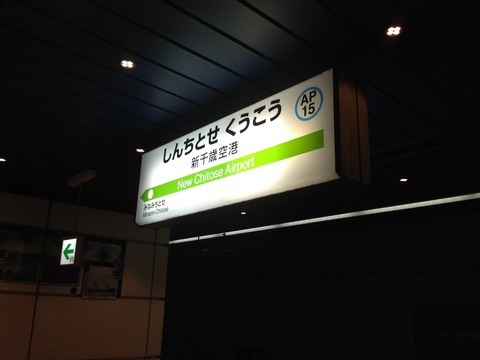 しんちとせ くうこう
AP
15
新千歳空港
New Chitose Airport
みなみちとせ
Minami-Chitose